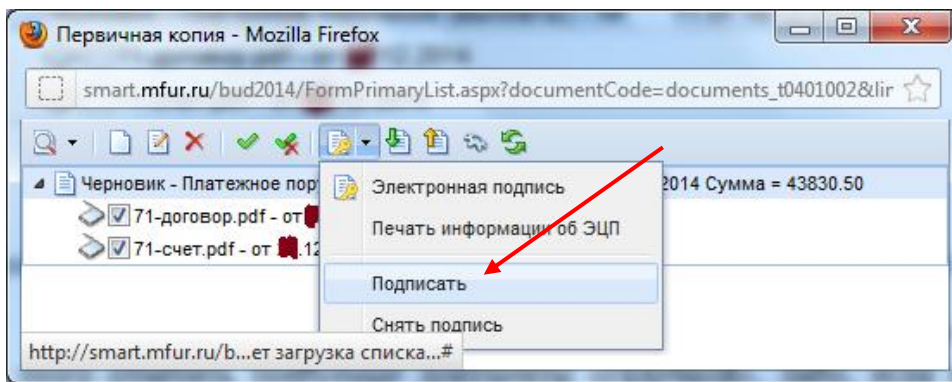 Первичная копия - Mozilla Firefox
smart.mfur.ru/bud2014/FormPrimaryList.aspx?documentCode=documents_t0401002&lir
Черновик - Платежное пор 2014 Сумма = 43830.50
Электронная подпись
71-договор.pdf - от
Печать информации об ЭЦП
71-счет.pdf - от .12
Подписать
Снять подпись
http://smart.mfur.ru/b...ет загрузка списка...#